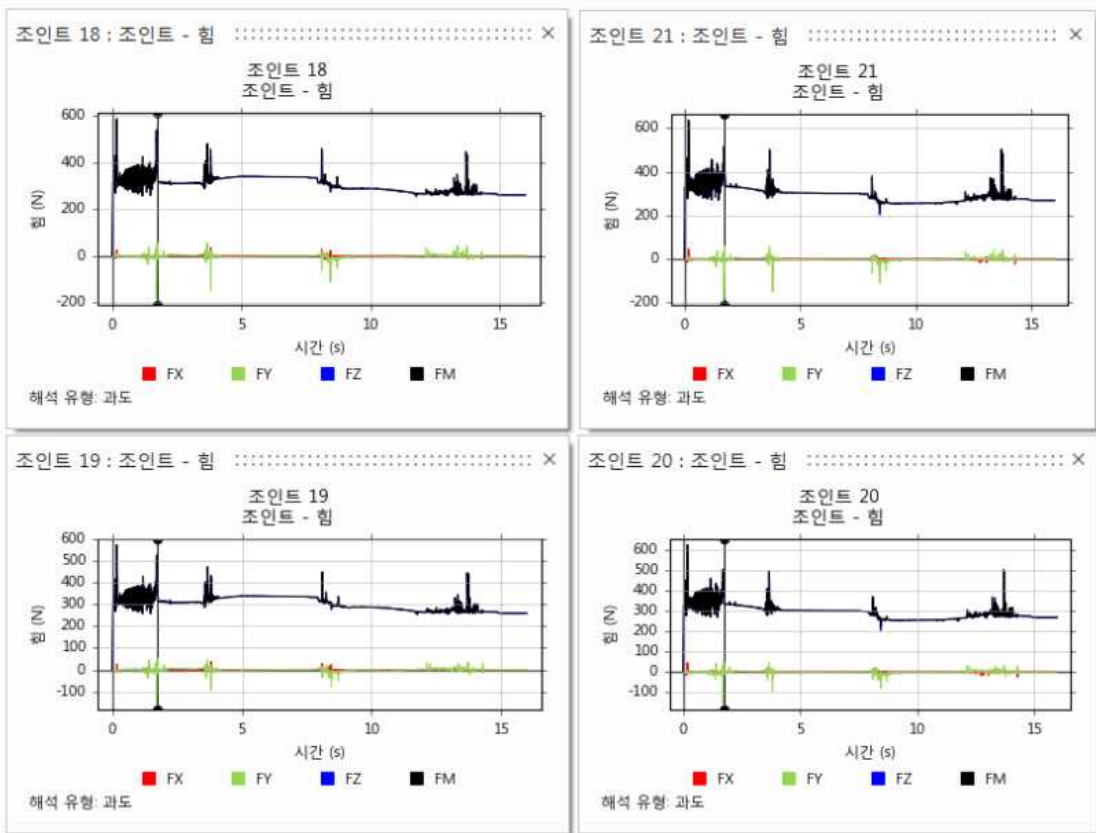 조인트 18 : 조인트 - 힘 ×
조인트 18
조인트 - 힘
600
400
200
0
-200
힘 (N)
0 5 10 15
시간 (s)
FX FY FZ FM
해석 유형: 과도
조인트 21 : 조인트 - 힘 ×
조인트 21
조인트 - 힘
600
400
200
0
-200
힘 (N)
0 5 10 15
시간 (s)
FX FY FZ FM
해석 유형: 과도
조인트 19 : 조인트 - 힘 ×
조인트 19
조인트 - 힘
600
500
400
300
200
100
0
-100
힘 (N)
0 5 10 15
시간 (s)
FX FY FZ FM
해석 유형: 과도
조인트 20 : 조인트 - 힘 ×
조인트 20
조인트 - 힘
600
500
400
300
200
100
0
-100
힘 (N)
0 5 10 15
시간 (s)
FX FY FZ FM
해석 유형: 과도